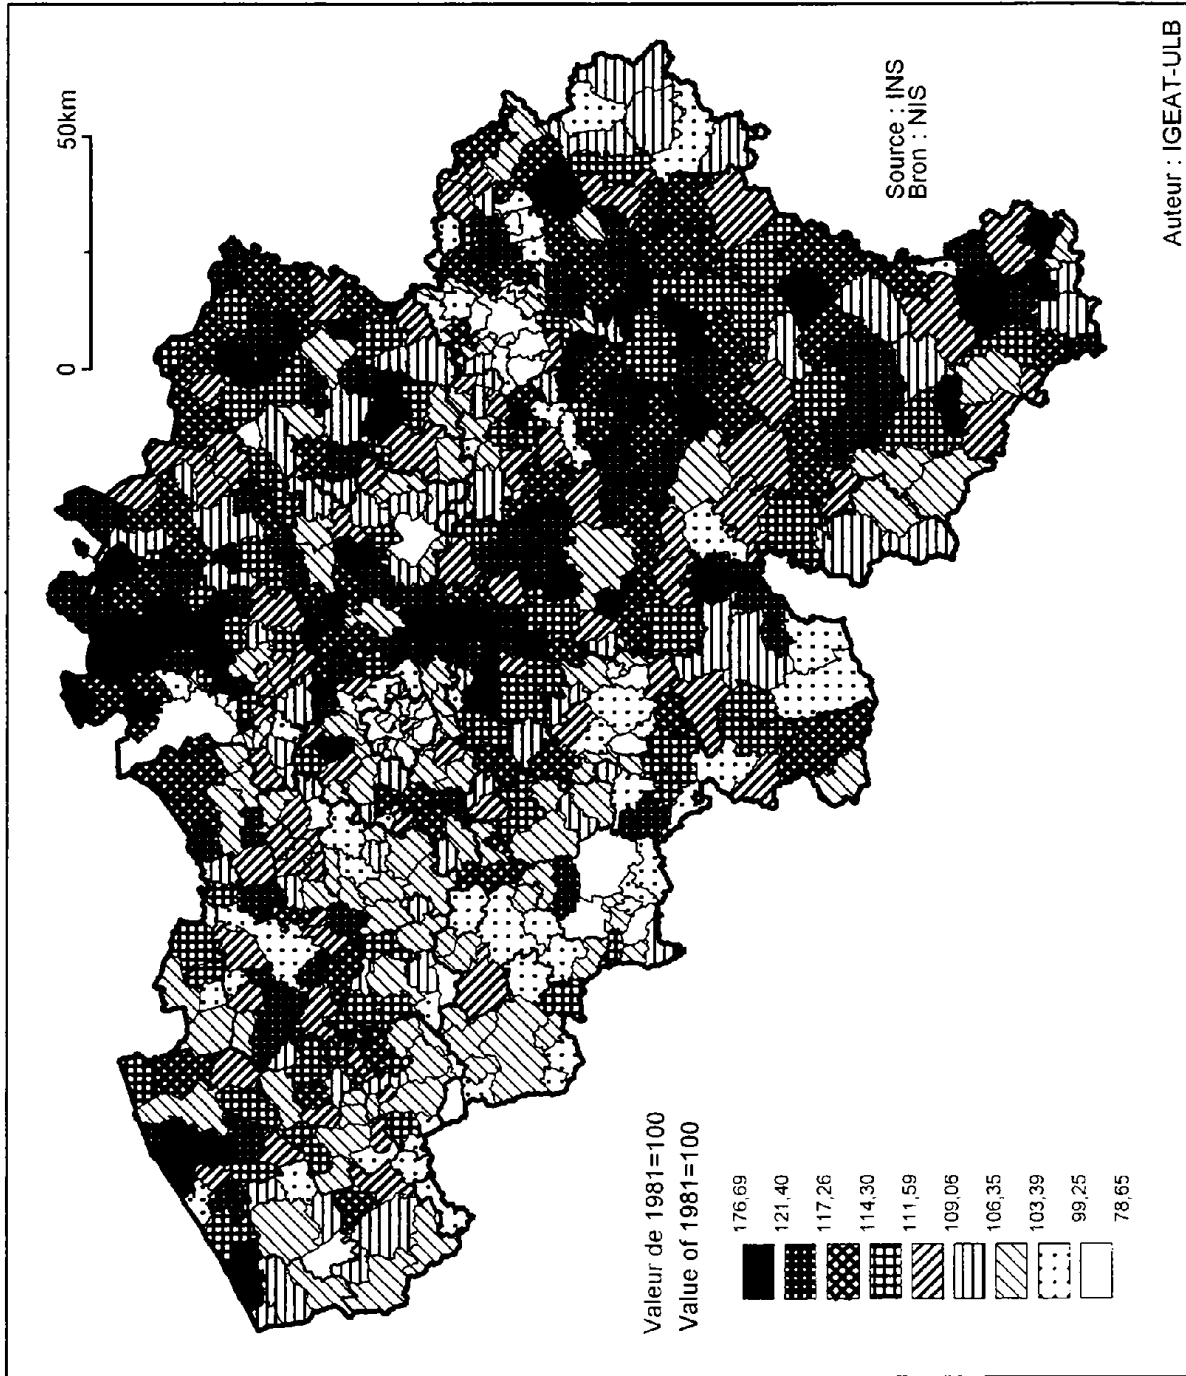 0 50km
Source : INS
Bron : NIS
Valeur de 1981=100
Value of 1981=100
176,69
121,40
117,26
114,30
111,59
109,06
106,35
103,39
99,25
78,65
Auteur : IGEAT-ULB